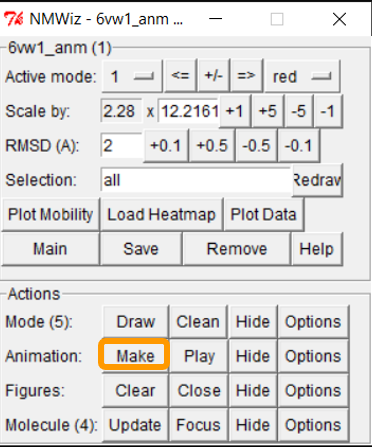 NMWiz - 6vw1_anm ...
6vw1_anm (1)
Active mode: 1 <= +/- => red
Scale by: 2.28 x 12.2161 +1 +5 -5 -1
RMSD (A): 2 +0.1 +0.5 -0.5 -0.1
Selection: all Redraw
Plot Mobility Load Heatmap Plot Data
Main Save Remove Help
Actions
Mode (5): Draw Clean Hide Options
Animation: Make Play Hide Options
Figures: Clear Close Hide Options
Molecule (4): Update Focus Hide Options